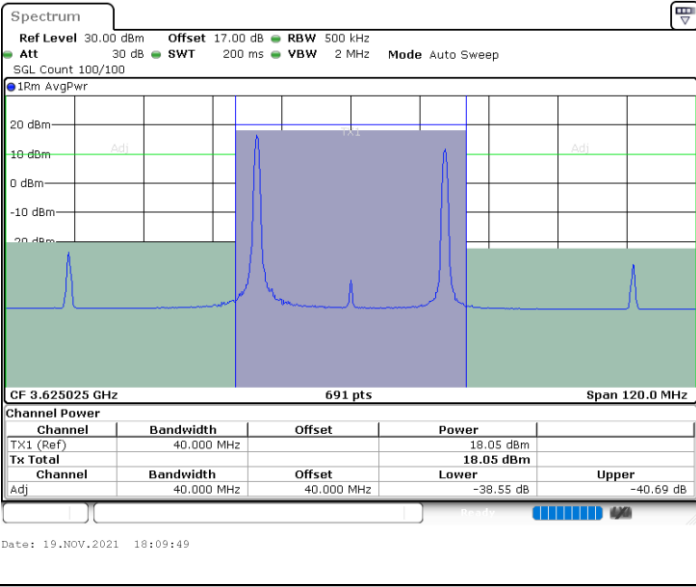 Spectrum
Ref Level 30.00 dBm Offset 17.00 dB RBW 500 kHz
Att 30 dB SWT 200 ms VBW 2 MHz Mode Auto Sweep
SGL Count 100/100
1Rm AvgPwr
20 dBm
TX1
Adj Adj
10 dBm
0 dBm
-10 dBm
-20 dBm
CF 3.625025 GHz 691 pts Span 120.0 MHz
Channel Power
Channel Bandwidth Offset Power
TX1 (Ref) 40.000 MHz 18.05 dBm
Tx Total 18.05 dBm
Channel Bandwidth Offset Lower Upper
Adj 40.000 MHz 40.000 MHz -38.55 dB -40.69 dB
Ready
Date: 19.NOV.2021 18:09:49